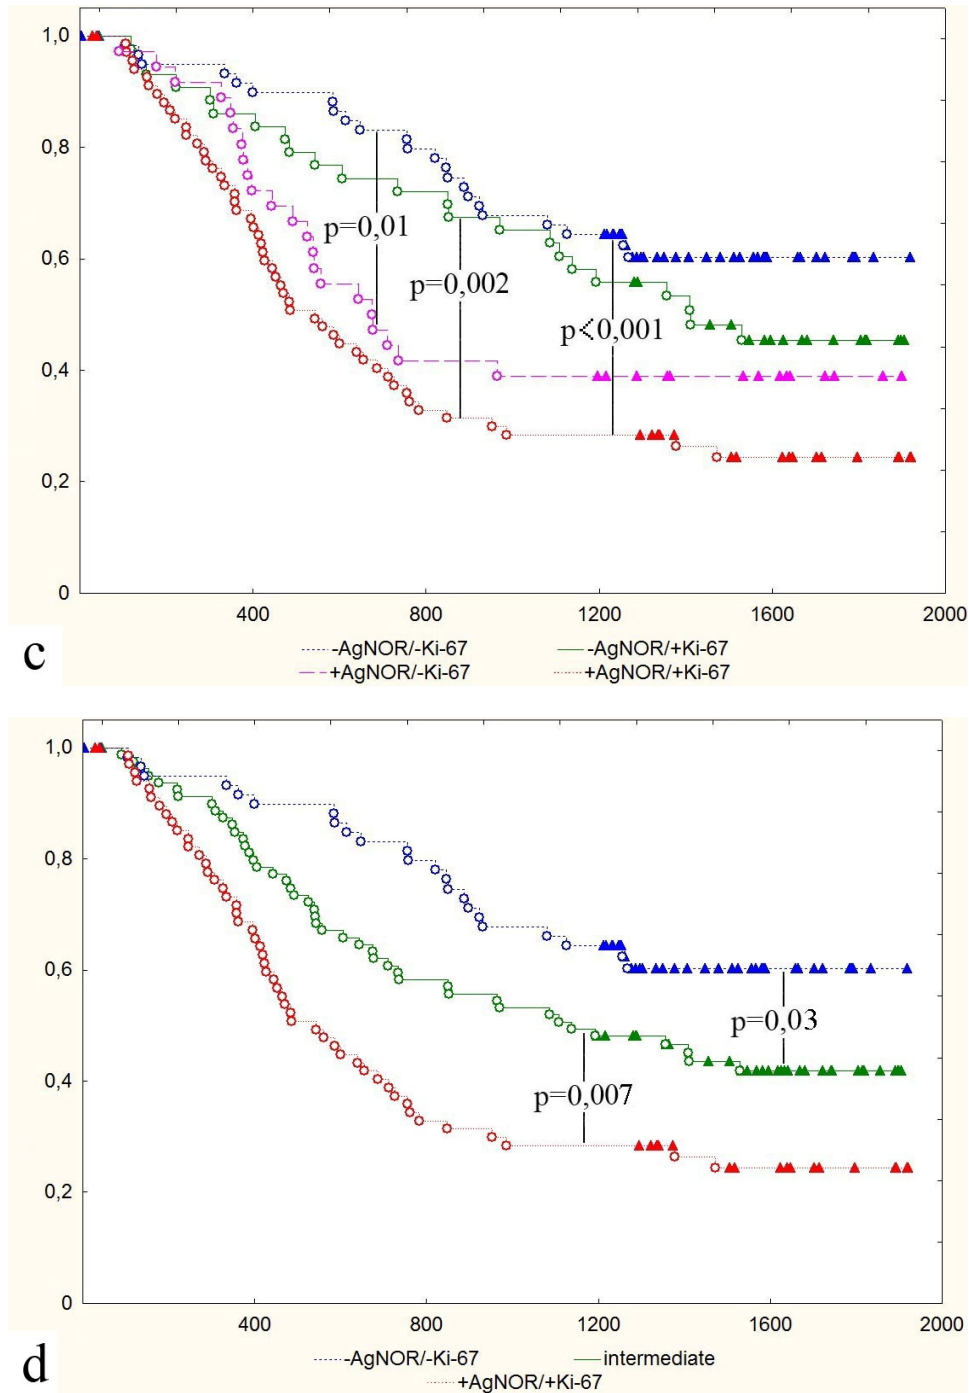 1,0
0,8
p=0,01
0,6
p=0,002
p<0,001
0,4
0,2
0
400 800 1200 1600 2000
c
-AgNOR/-Ki-67 -AgNOR/+Ki-67
+AgNOR/-Ki-67 +AgNOR/+Ki-67
1,0
0,8
0,6
p=0,03
0,4
p=0,007
0,2
0
400 800 1200 1600 2000
d
-AgNOR/-Ki-67 intermediate
+AgNOR/+Ki-67